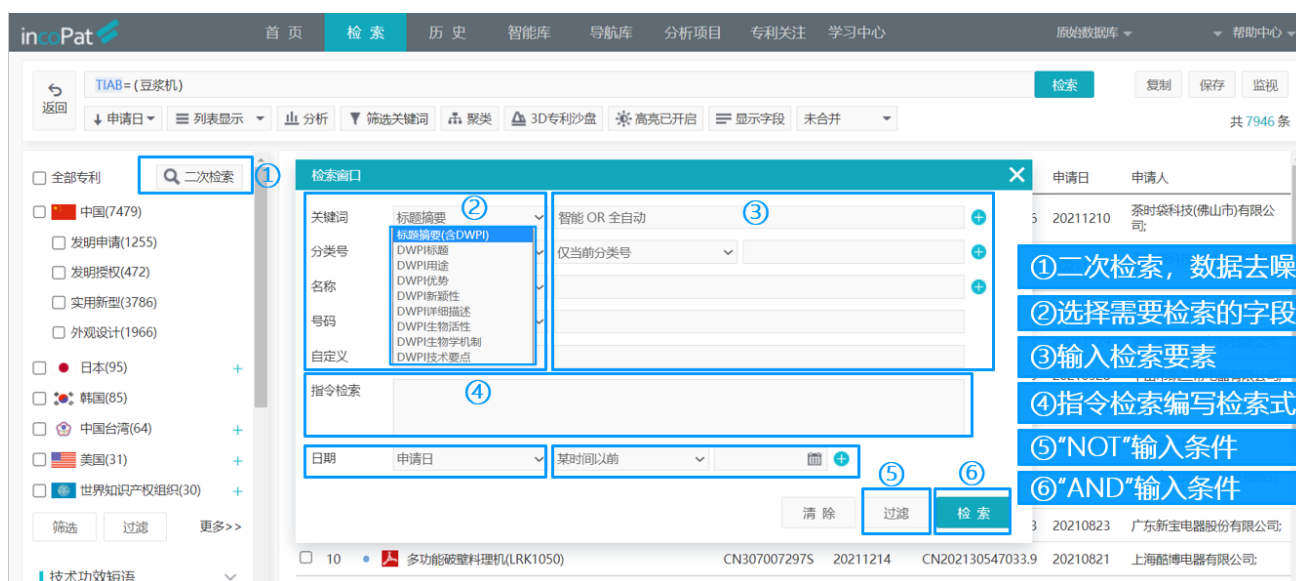 incoPat 首 页 检 索 历 史 智能库 导航库 分析项目 专利关注 学习中心 原始数据库 帮助中心
返回 TIAB=(豆浆机) 检索 复制 保存 监视
申请日 列表显示 分析 筛选关键词 聚类 3D专利沙盘 高亮已开启 显示字段 未合并 共 7946 条
全部专利 二次检索 ①
中国(7479)
发明申请(1255)
发明授权(472)
实用新型(3786)
外观设计(1966)
日本(95) +
韩国(85)
中国台湾(64) +
美国(31) +
世界知识产权组织(30) +
筛选 过滤 更多>>
技术功效短语
检索窗口
关键词 标题摘要 ② 智能 OR 全自动 ③
标题摘要(含DWPI)
分类号 DWPI标题 仅当前分类号
DWPI用途
DWPI优势
名称 DWPI新颖性
DWPI详细描述
号码 DWPI生物活性
DWPI生物学机制
自定义 DWPI技术要点
指令检索 ④
日期 申请日 某时间以前
⑤ ⑥
清 除 过滤 检 索
申请日 申请人
6 20211210 茶时袋科技(佛山市)有限公
司;
①二次检索，数据去噪
②选择需要检索的字段
③输入检索要素
④指令检索编写检索式
⑤"NOT"输入条件
⑥"AND"输入条件
3 20210823 广东新宝电器股份有限公司;
10 多功能破壁料理机(LRK1050) CN307007297S 20211214 CN202130547033.9 20210821 上海酷博电器有限公司;